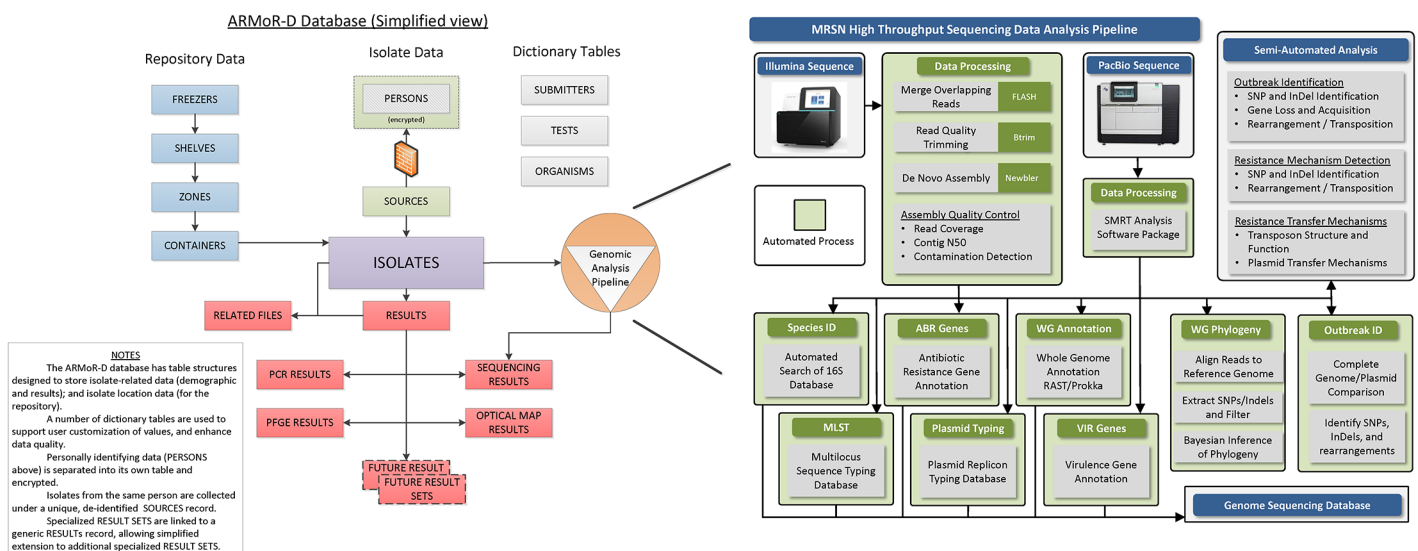 ARMoR-D Database (Simplified view)
Repository Data
Isolate Data
Dictionary Tables
FREEZERS
SHELVES
ZONES
CONTAINERS
PERSONS
(encrypted)
SOURCES
SUBMITTERS
TESTS
ORGANISMS
ISOLATES
Genomic
Analysis
Pipeline
RELATED FILES
RESULTS
PCR RESULTS
SEQUENCING
RESULTS
PFGE RESULTS
OPTICAL MAP
RESULTS
FUTURE RESULT
FUTURE RESULT
SETS
NOTES
The ARMoR-D database has table structures
designed to store isolate-related data (demographic
and results); and isolate location data (for the
repository).
A number of dictionary tables are used to
support user customization of values, and enhance
data quality.
Personally identifying data (PERSONS
above) is separated into its own table and
encrypted.
Isolates from the same person are collected
under a unique, de-identified SOURCES record.
Specialized RESULT SETS are linked to a
generic RESULTs record, allowing simplified
extension to additional specialized RESULT SETS.
MRSN High Throughput Sequencing Data Analysis Pipeline
Illumina Sequence
Automated Process
Data Processing
Merge Overlapping
Reads
FLASH
Read Quality
Trimming
Btrim
De Novo Assembly
Newbler
Assembly Quality Control
• Read Coverage
• Contig N50
• Contamination Detection
PacBio Sequence
Data Processing
SMRT Analysis
Software Package
Semi-Automated Analysis
Outbreak Identification
• SNP and InDel Identification
• Gene Loss and Acquisition
• Rearrangement / Transposition
Resistance Mechanism Detection
• SNP and InDel Identification
• Rearrangement / Transposition
Resistance Transfer Mechanisms
• Transposon Structure and
Function
• Plasmid Transfer Mechanisms
Species ID
Automated
Search of 16S
Database
ABR Genes
Antibiotic
Resistance Gene
Annotation
WG Annotation
Whole Genome
Annotation
RAST/Prokka
WG Phylogeny
Align Reads to
Reference Genome
Extract SNPs/Indels
and Filter
Bayesian Inference
of Phylogeny
Outbreak ID
Complete
Genome/Plasmid
Comparison
Identify SNPs,
InDels, and
rearrangements
MLST
Multilocus
Sequence Typing
Database
Plasmid Typing
Plasmid Replicon
Typing Database
VIR Genes
Virulence Gene
Annotation
Genome Sequencing Database